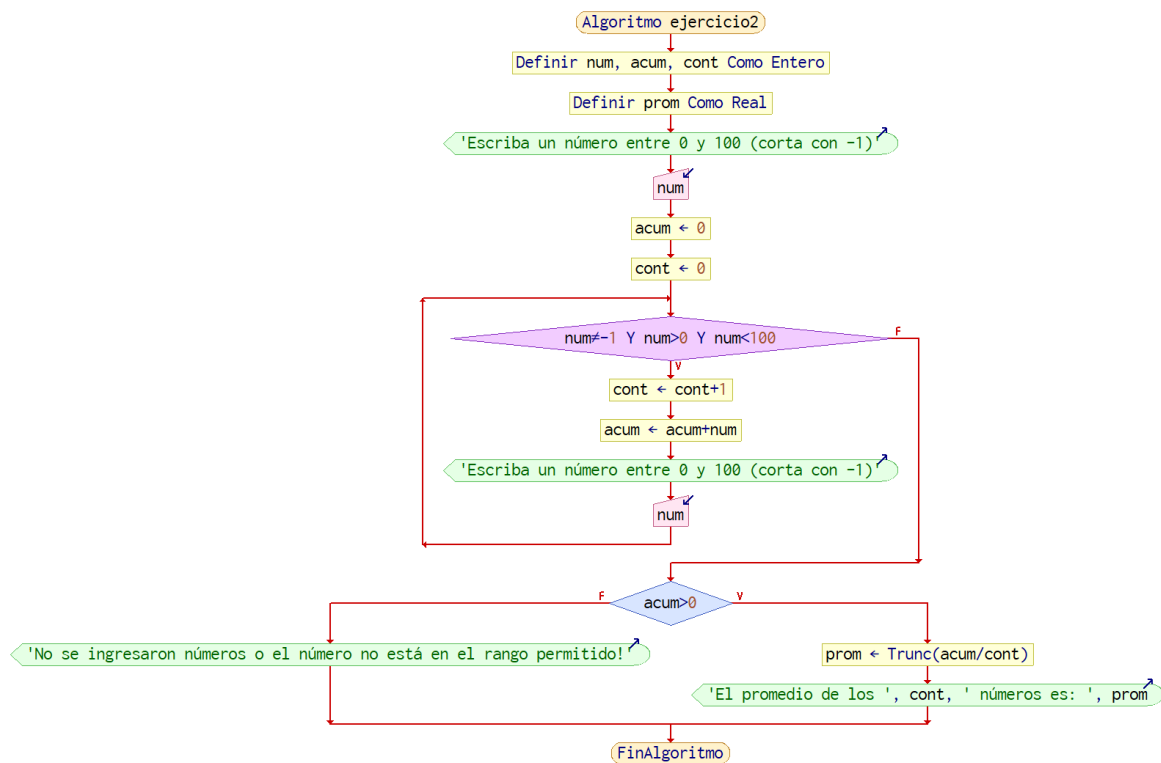 Algoritmo ejercicio2
Definir num, acum, cont Como Entero
Definir prom Como Real
'Escriba un número entre 0 y 100 (corta con -1)'
num
acum ← 0
cont ← 0
num≠-1 Y num>0 Y num<100
F
V
cont ← cont+1
acum ← acum+num
'Escriba un número entre 0 y 100 (corta con -1)'
num
F
acum>0
V
'No se ingresaron números o el número no está en el rango permitido!'
prom ← Trunc(acum/cont)
'El promedio de los ', cont, ' números es: ', prom
FinAlgoritmo